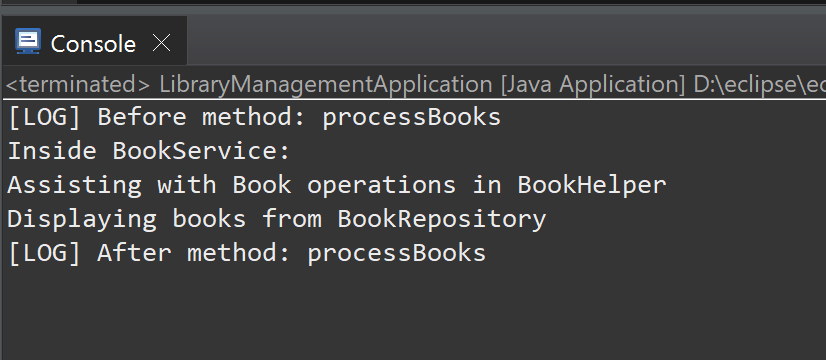 Console
<terminated> LibraryManagementApplication [Java Application] D:\eclipse\ec
[LOG] Before method: processBooks
Inside BookService:
Assisting with Book operations in BookHelper
Displaying books from BookRepository
[LOG] After method: processBooks